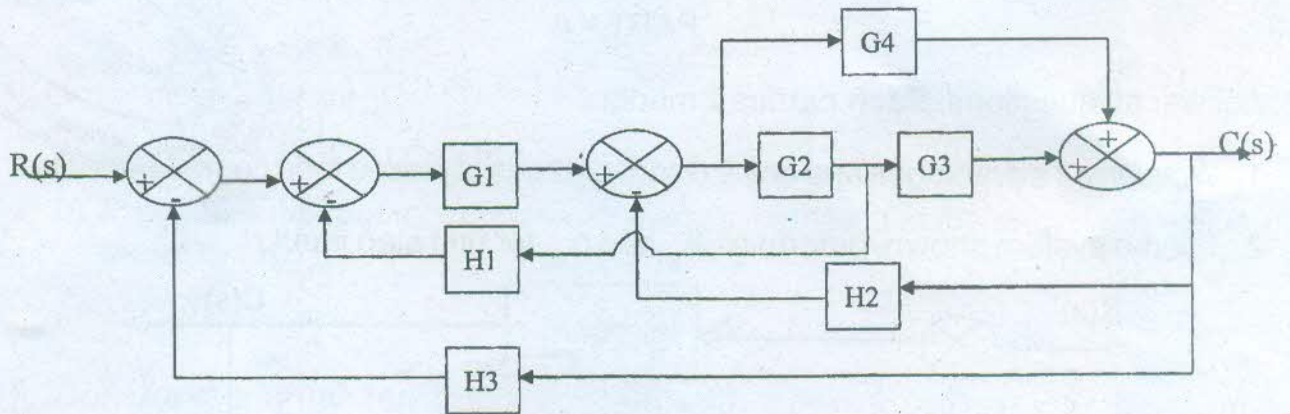 G4
R(s) + - + - G1 + - G2 G3 + + C(s)
H1
H2
H3